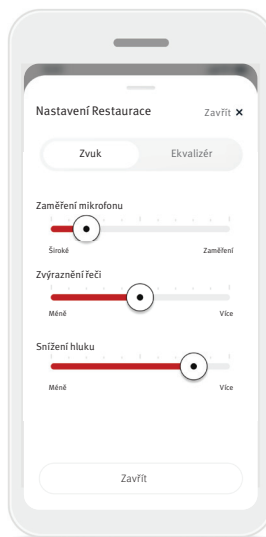 Nastavení Restaurace Zavřít ×
Zvuk Ekvalizér
Zaměření mikrofonu
Široké Zaměření
Zvýraznění řeči
Méně Více
Snížení hluku
Méně Více
Zavřít